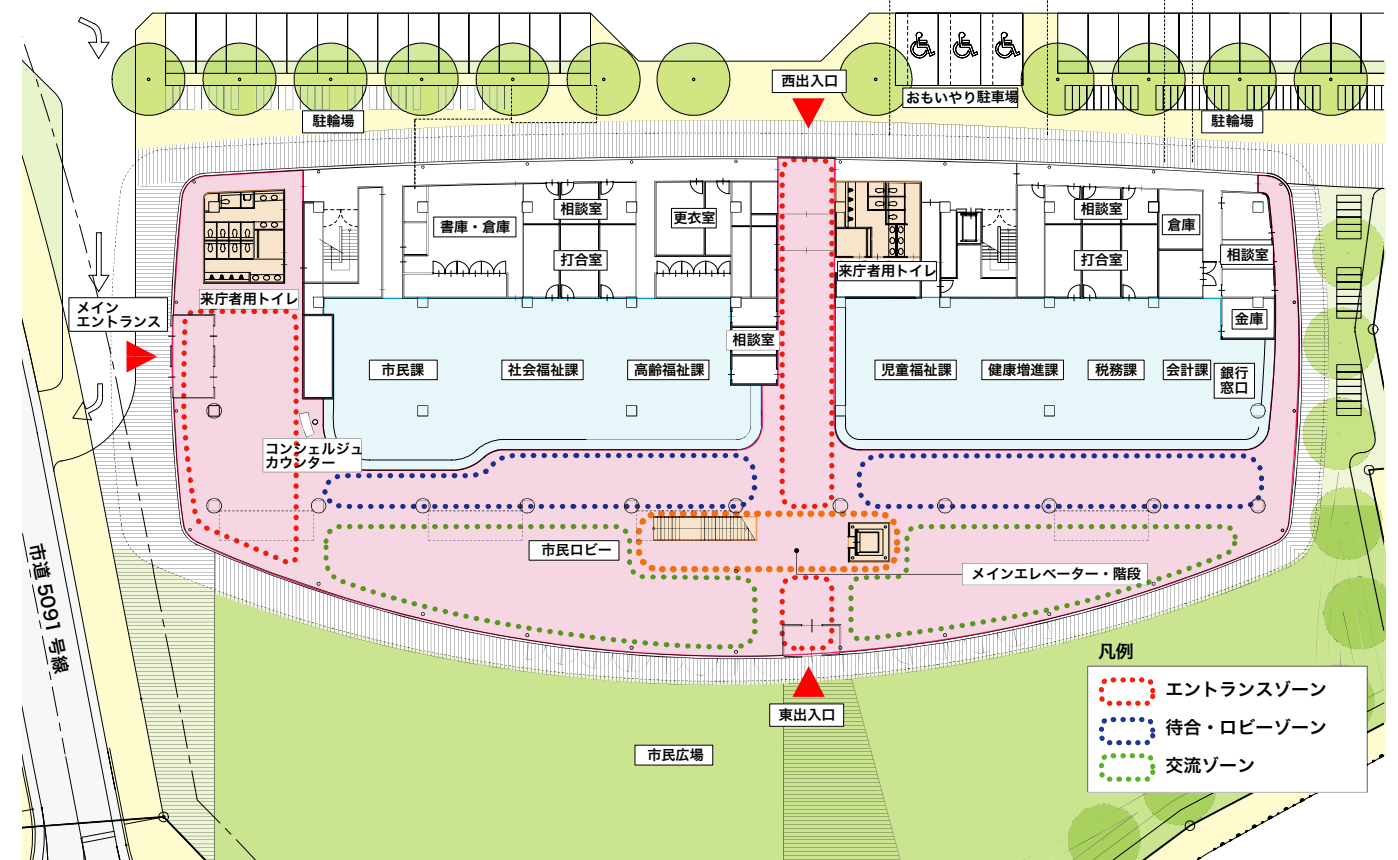 西出入口
おもいやり駐車場
駐輪場
駐輪場
書庫・倉庫
相談室
打合室
更衣室
相談室
打合室
倉庫
相談室
来庁者用トイレ
来庁者用トイレ
メイン
エントランス
金庫
相談室
市民課
社会福祉課
高齢福祉課
児童福祉課
健康増進課
税務課
会計課
銀行
窓口
コンシェルジュ
カウンター
市民ロビー
メインエレベーター・階段
市道 5091 号線
東出入口
市民広場
凡例
エントランスゾーン
待合・ロビーゾーン
交流ゾーン